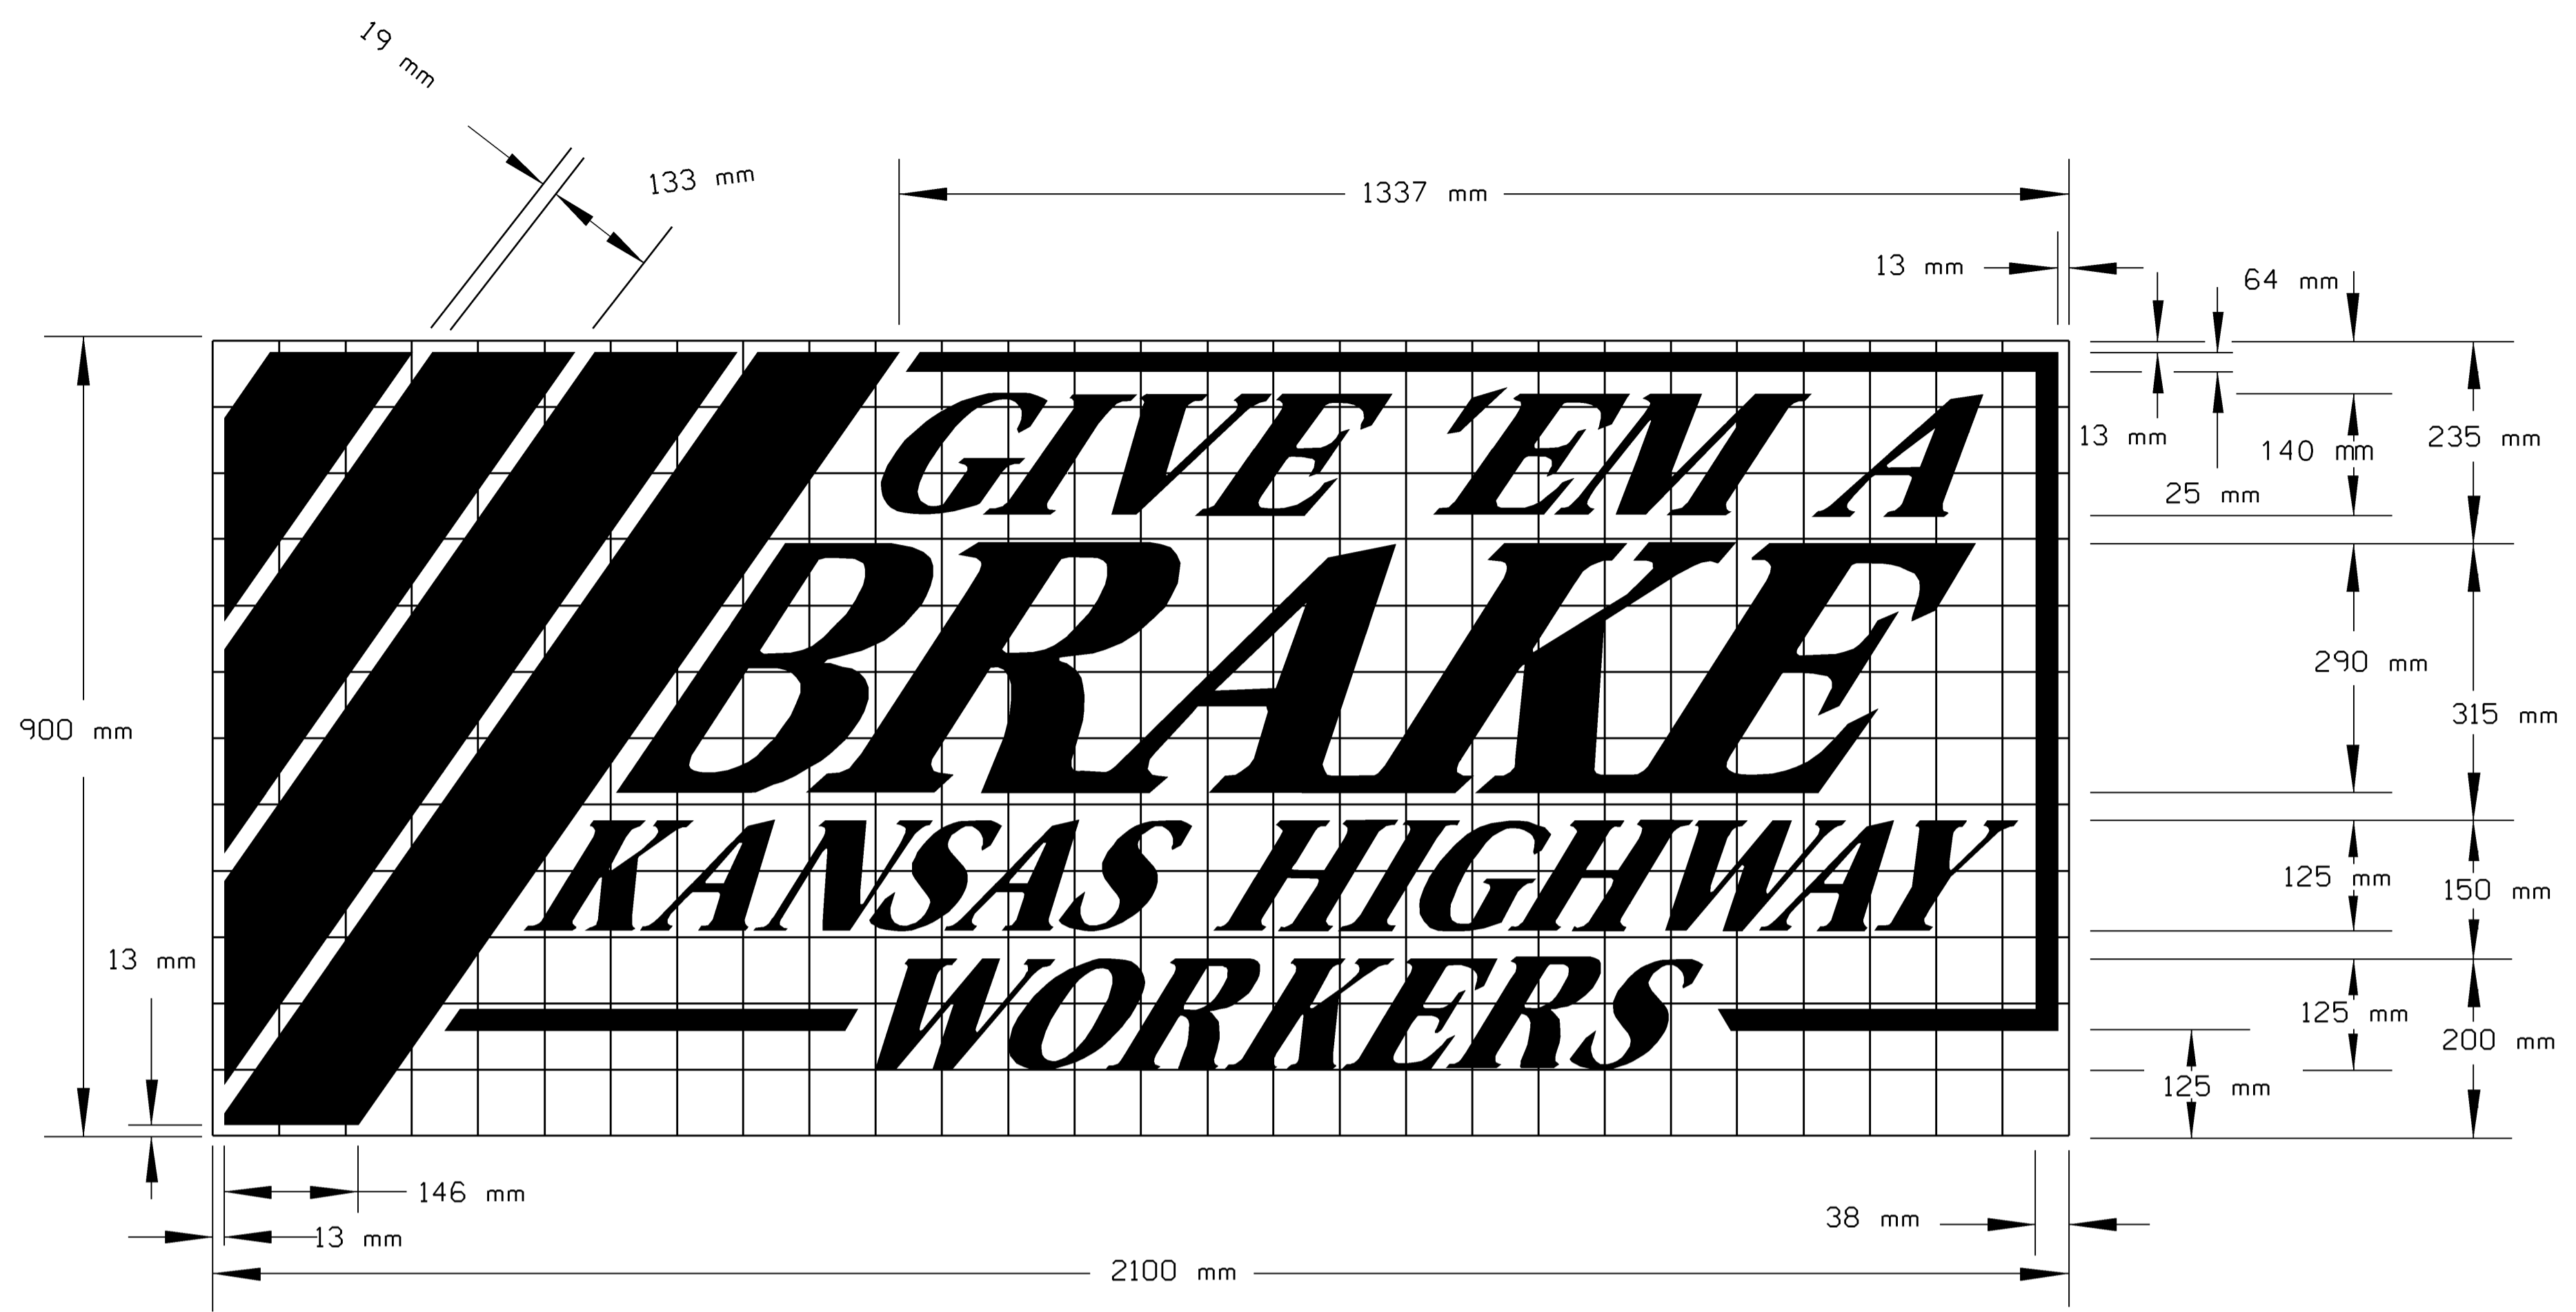 19 mm
133 mm
1337 mm
13 mm
64 mm
13 mm
140 mm
235 mm
25 mm
GIVE 'EM A
BRAKE
290 mm
315 mm
900 mm
KANSAS HIGHWAY
125 mm
150 mm
13 mm
WORKERS
125 mm
200 mm
125 mm
146 mm
38 mm
13 mm
2100 mm